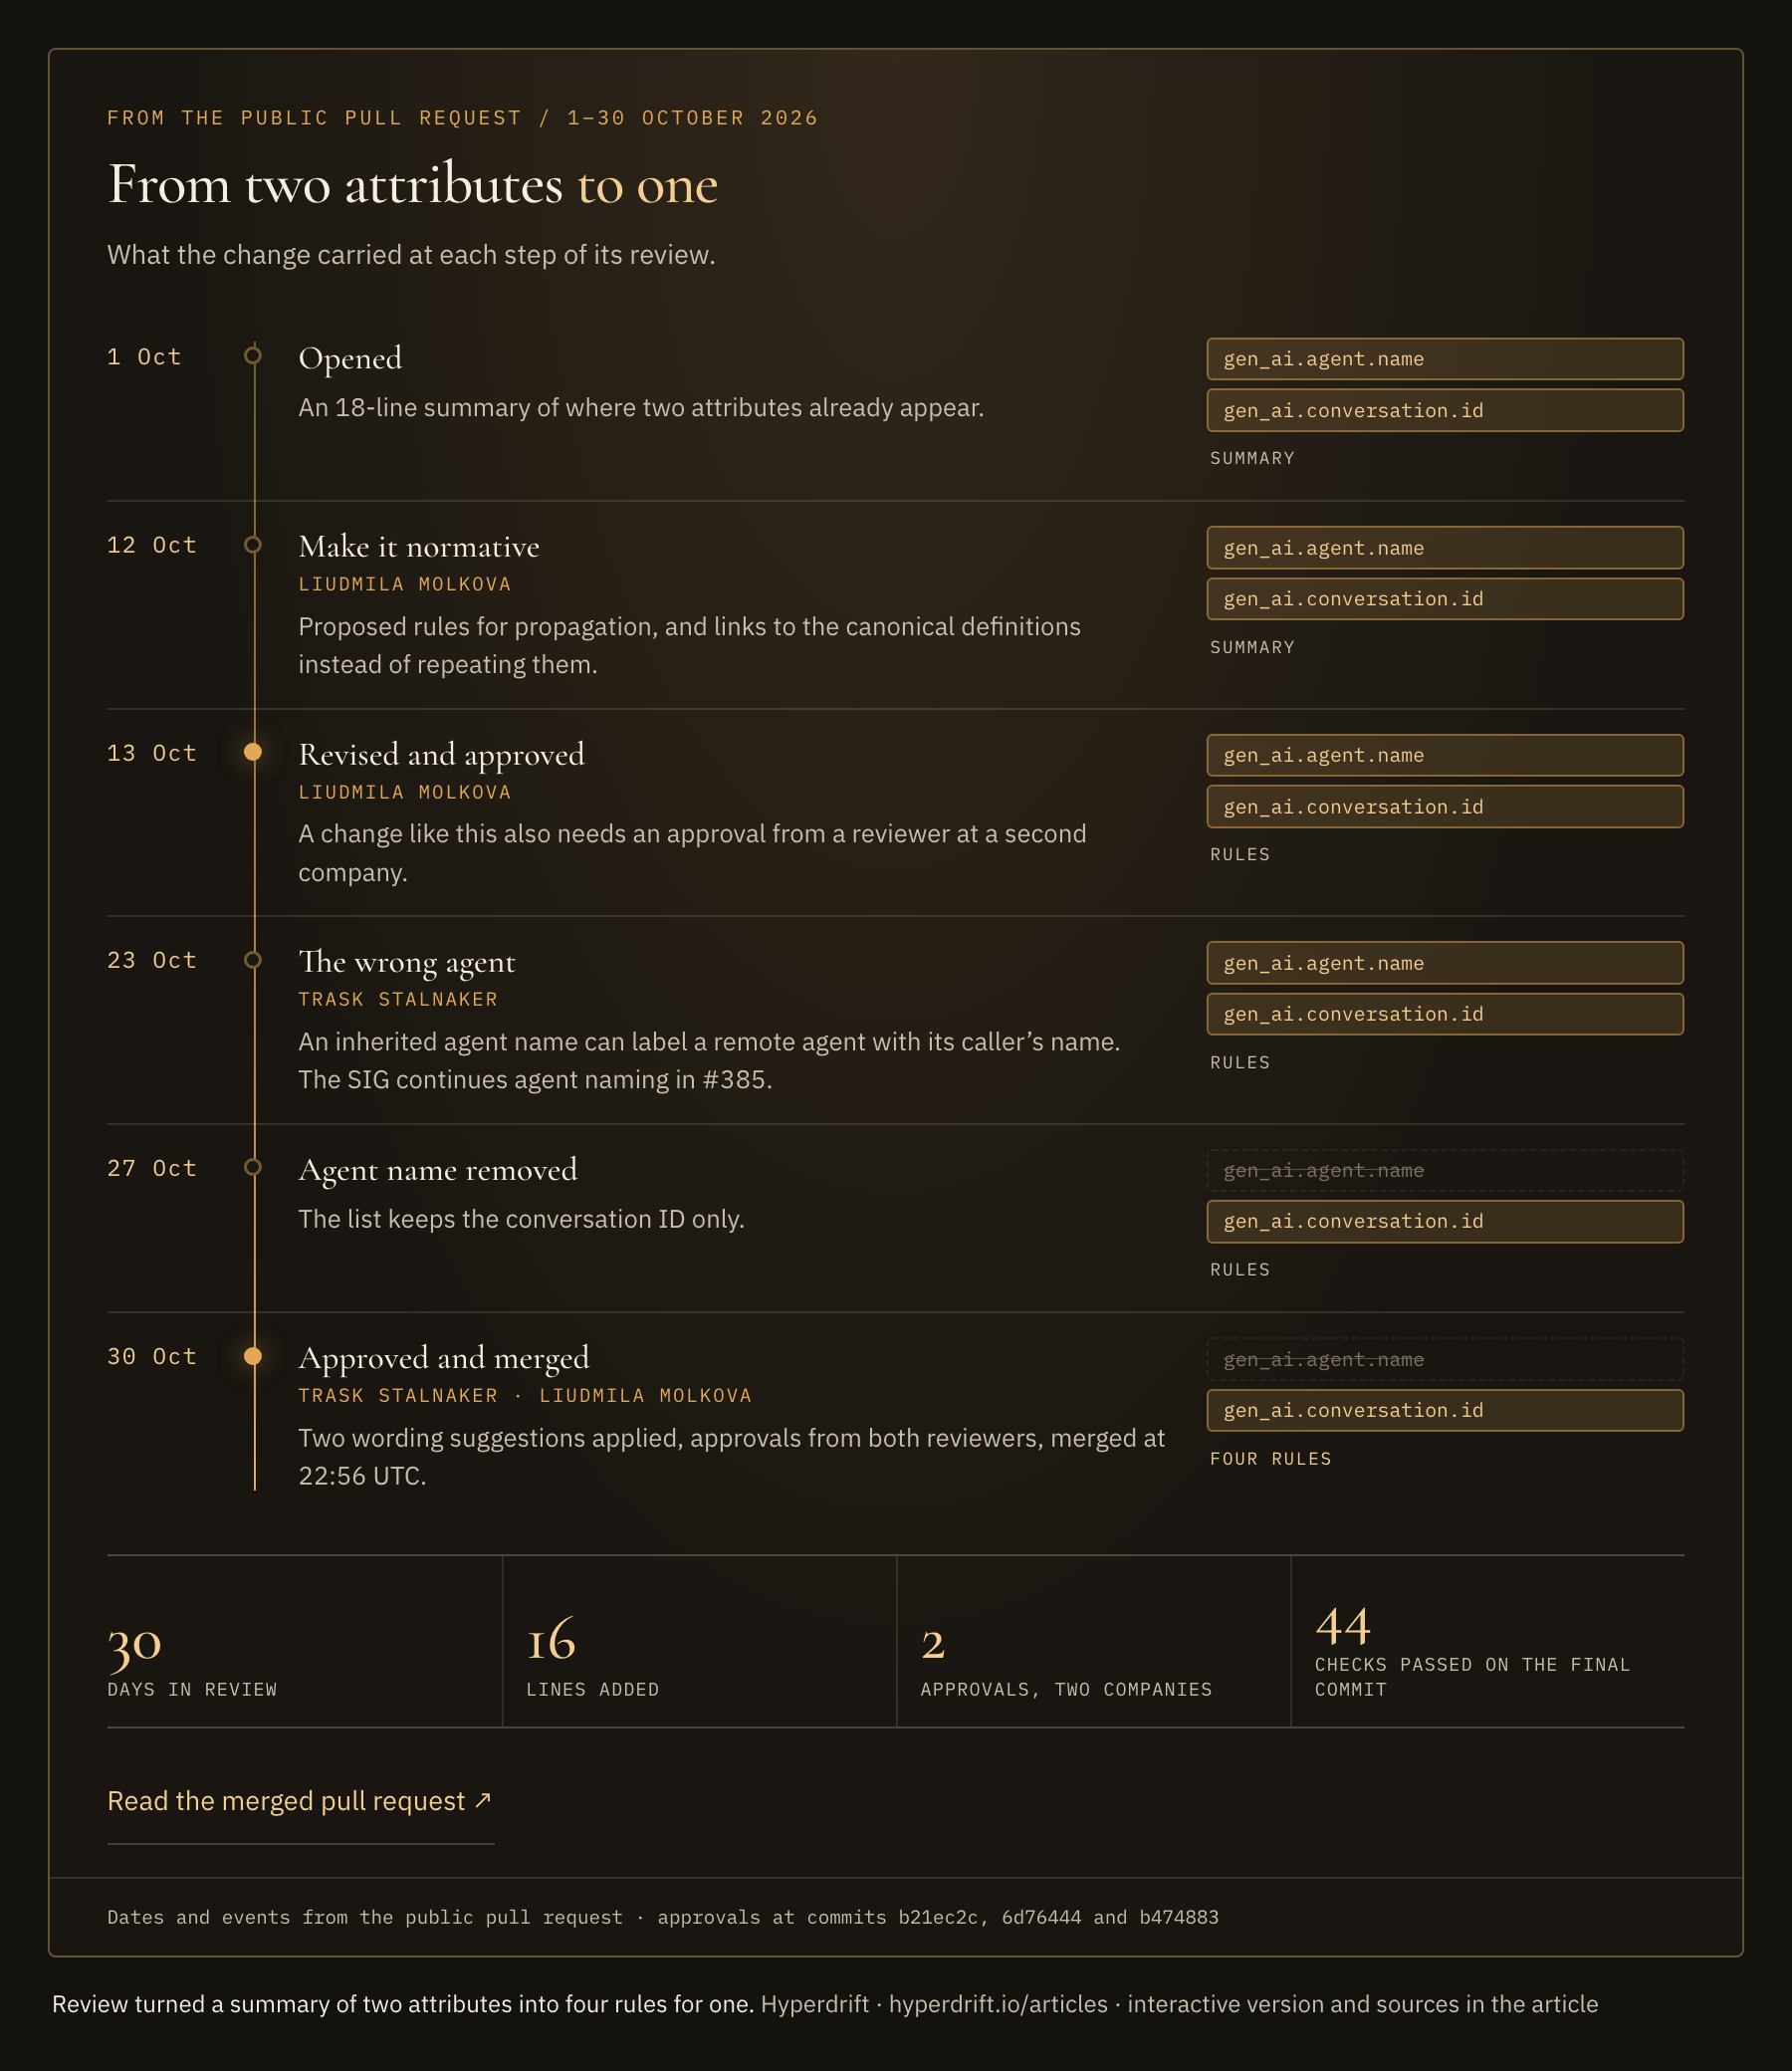 FROM THE PUBLIC PULL REQUEST / 1–30 OCTOBER 2026
From two attributes to one
What the change carried at each step of its review.
1 Oct
Opened
An 18-line summary of where two attributes already appear.
gen_ai.agent.name
gen_ai.conversation.id
SUMMARY
12 Oct
Make it normative
LIUDMILA MOLKOVA
Proposed rules for propagation, and links to the canonical definitions
instead of repeating them.
gen_ai.agent.name
gen_ai.conversation.id
SUMMARY
13 Oct
Revised and approved
LIUDMILA MOLKOVA
A change like this also needs an approval from a reviewer at a second
company.
gen_ai.agent.name
gen_ai.conversation.id
RULES
23 Oct
The wrong agent
TRASK STALNAKER
An inherited agent name can label a remote agent with its caller’s name.
The SIG continues agent naming in #385.
gen_ai.agent.name
gen_ai.conversation.id
RULES
27 Oct
Agent name removed
The list keeps the conversation ID only.
gen_ai.agent.name
gen_ai.conversation.id
RULES
30 Oct
Approved and merged
TRASK STALNAKER · LIUDMILA MOLKOVA
Two wording suggestions applied, approvals from both reviewers, merged at
22:56 UTC.
gen_ai.agent.name
gen_ai.conversation.id
FOUR RULES
30
DAYS IN REVIEW
16
LINES ADDED
2
APPROVALS, TWO COMPANIES
44
CHECKS PASSED ON THE FINAL
COMMIT
Read the merged pull request ↗
Dates and events from the public pull request · approvals at commits b21ec2c, 6d76444 and b474883
Review turned a summary of two attributes into four rules for one. Hyperdrift · hyperdrift.io/articles · interactive version and sources in the article